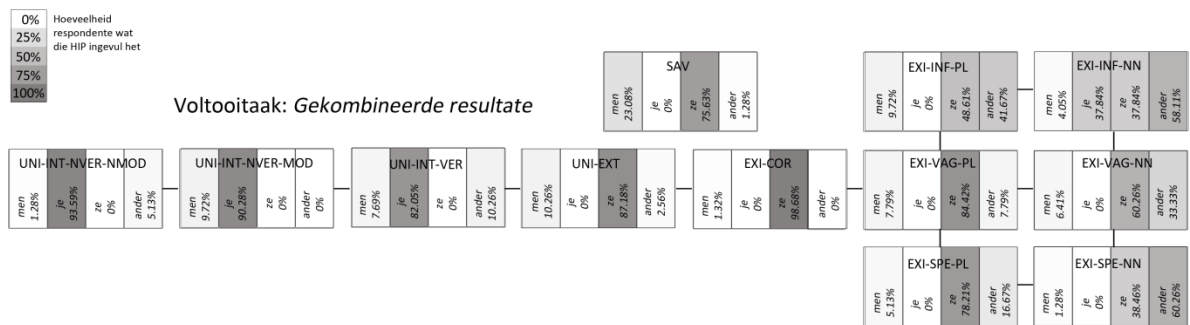 0%
25%
50%
75%
100%
Hoeveelheid
respondente wat
die HIP ingevul het
Voltooitaak: Gekombineerde resultate
SAV
men 23.08%
je 0%
ze 75.63%
ander 1.28%
EXI-INF-PL
men 9.72%
je 0%
ze 48.61%
ander 41.67%
EXI-INF-NN
men 4.05%
je 37.84%
ze 37.84%
ander 58.11%
UNI-INT-NVER-NMOD
men 1.28%
je 93.59%
ze 0%
ander 5.13%
UNI-INT-NVER-MOD
men 9.72%
je 90.28%
ze 0%
ander 0%
UNI-INT-VER
men 7.69%
je 82.05%
ze 0%
ander 10.26%
UNI-EXT
men 10.26%
je 0%
ze 87.18%
ander 2.56%
EXI-COR
men 1.32%
je 0%
ze 98.68%
ander 0%
EXI-VAG-PL
men 7.79%
je 0%
ze 84.42%
ander 7.79%
EXI-VAG-NN
men 6.41%
je 0%
ze 60.26%
ander 33.33%
EXI-SPE-PL
men 5.13%
je 0%
ze 78.21%
ander 16.67%
EXI-SPE-NN
men 1.28%
je 0%
ze 38.46%
ander 60.26%